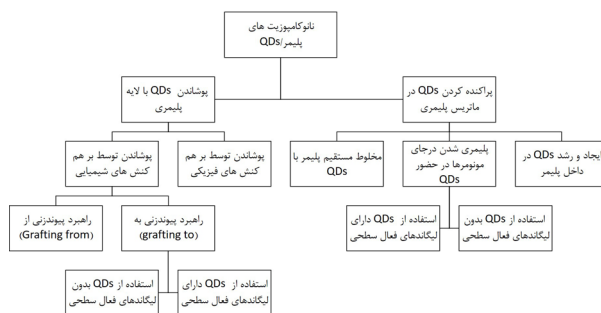 نانوکامپوزیت های
پلیمر/QDs
پراکنده کردن QDs در
ماتریس پلیمری
پوشاندن QDs با لایه
پلیمری
ایجاد و رشد QDs در
داخل پلیمر
پلیمری شدن درجای
مونومرها در حضور
QDs
مخلوط مستقیم پلیمر با
QDs
پوشاندن توسط بر هم
کنش های فیزیکی
پوشاندن توسط بر هم
کنش های شیمیایی
استفاده از QDs بدون
لیگاندهای فعال سطحی
استفاده از QDs دارای
لیگاندهای فعال سطحی
راهبرد پیوندزنی به
(grafting to)
راهبرد پیوندزنی از
(Grafting from)
استفاده از QDs دارای
لیگاندهای فعال سطحی
استفاده از QDs بدون
لیگاندهای فعال سطحی